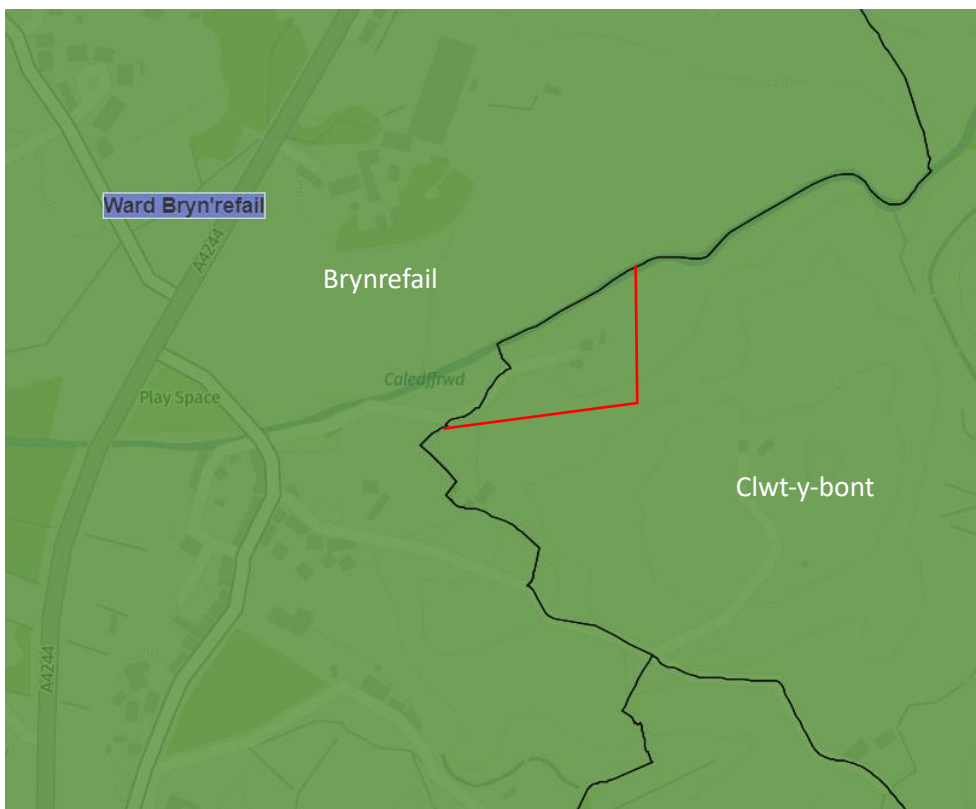 Ward Bryn'refail
A4244
Brynrefail
Caledffrwd
Play Space
Clwt-y-bont
A4244